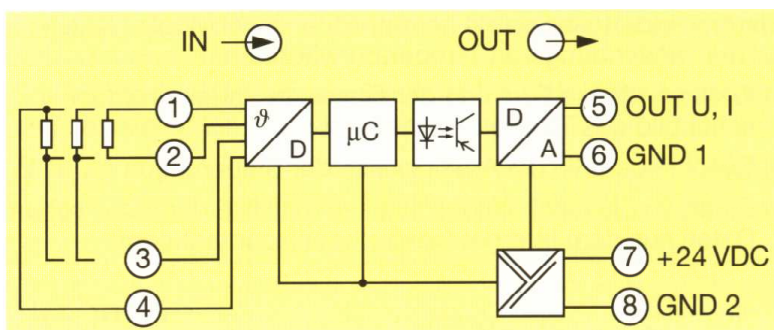 IN OUT
1 ϑ D µC D A 5 OUT U, I
2 6 GND 1
3 7 +24 VDC
4 8 GND 2